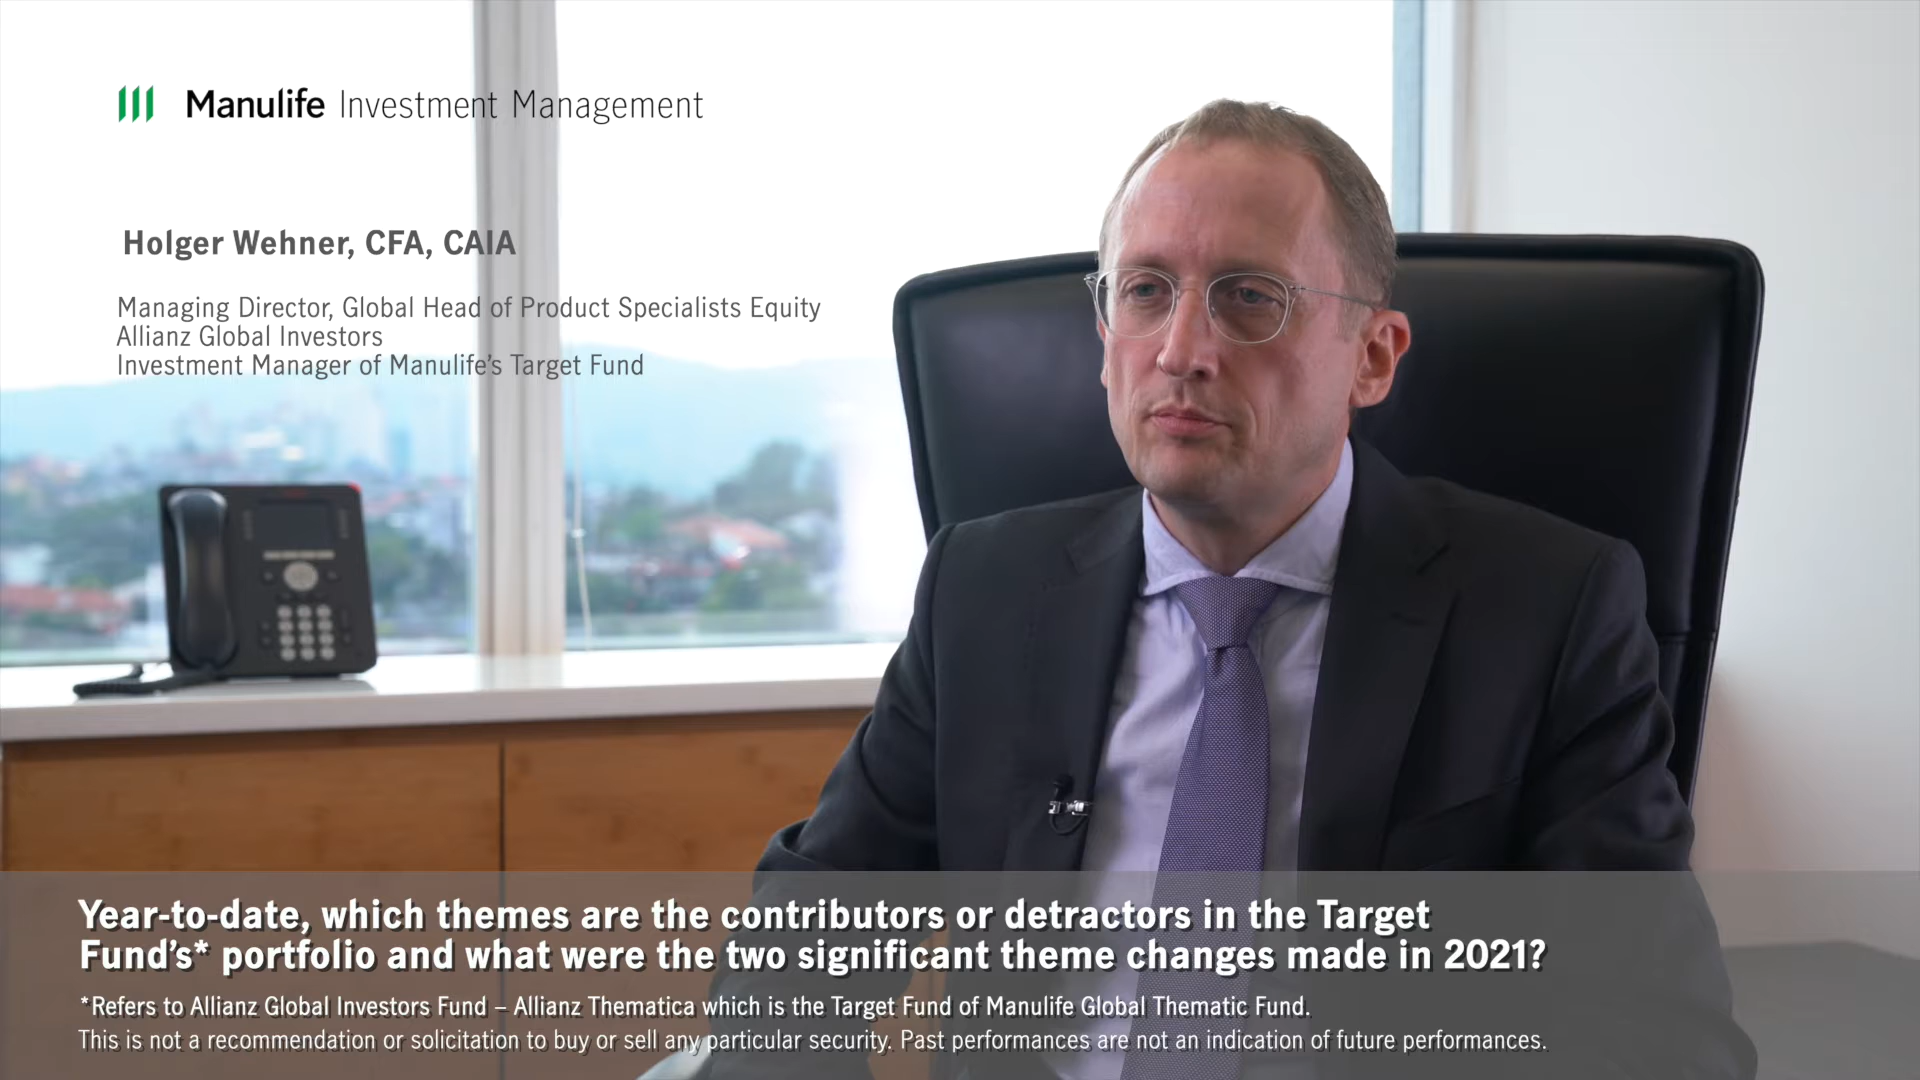 Manulife Investment Management
Holger Wehner, CFA, CAIA
Managing Director, Global Head of Product Specialists Equity
Allianz Global Investors
Investment Manager of Manulife's Target Fund
Year-to-date, which themes are the contributors or detractors in the Target
Fund's* portfolio and what were the two significant theme changes made in 2021?
*Refers to Allianz Global Investors Fund – Allianz Thematica which is the Target Fund of Manulife Global Thematic Fund.
This is not a recommendation or solicitation to buy or sell any particular security. Past performances are not an indication of future performances.